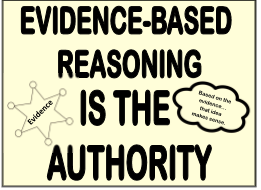 EVIDENCE-BASED
REASONING
IS THE
AUTHORITY
Evidence
Based on the
evidence...
that idea
makes sense.